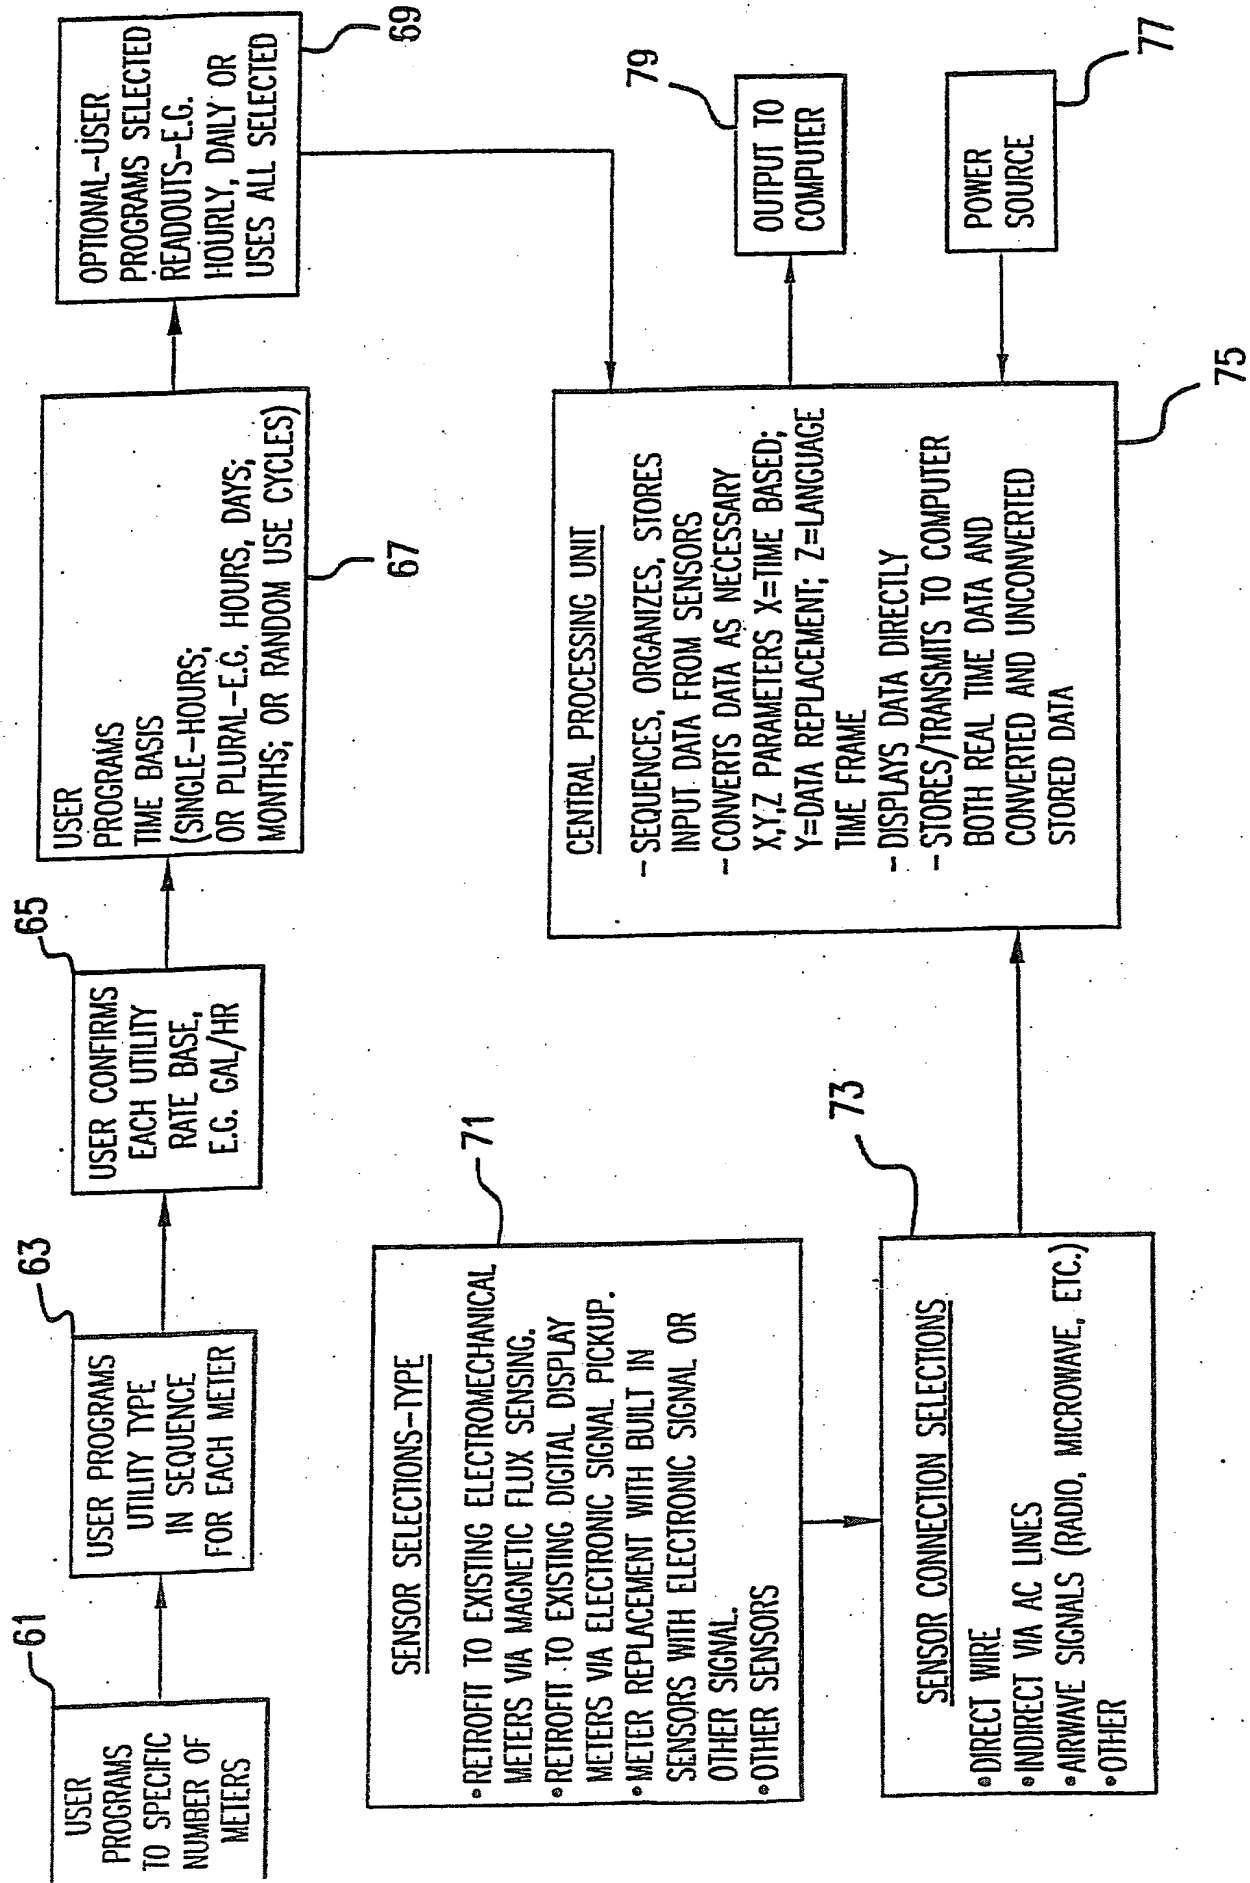 61
USER
PROGRAMS
TO SPECIFIC
NUMBER OF
METERS
63
USER PROGRAMS
UTILITY TYPE
IN SEQUENCE
FOR EACH METER
65
USER CONFIRMS
EACH UTILITY
RATE BASE,
E.G. GAL/HR
USER
PROGRAMS
TIME BASIS
(SINGLE-HOURS;
OR PLURAL-E.G. HOURS, DAYS;
MONTHS; OR RANDOM USE CYCLES)
67
OPTIONAL-USER
PROGRAMS SELECTED
READOUTS-E.G.
HOURLY, DAILY OR
USES ALL SELECTED
69
71
SENSOR SELECTIONS-TYPE
•RETROFIT TO EXISTING ELECTROMECHANICAL
METERS VIA MAGNETIC FLUX SENSING.
•RETROFIT TO EXISTING DIGITAL DISPLAY
METERS VIA ELECTRONIC SIGNAL PICKUP.
•METER REPLACEMENT WITH BUILT IN
SENSORS WITH ELECTRONIC SIGNAL OR
OTHER SIGNAL.
•OTHER SENSORS
73
SENSOR CONNECTION SELECTIONS
•DIRECT WIRE
•INDIRECT VIA AC LINES
•AIRWAVE SIGNALS (RADIO, MICROWAVE, ETC.)
•OTHER
CENTRAL PROCESSING UNIT
- SEQUENCES, ORGANIZES, STORES
INPUT DATA FROM SENSORS
- CONVERTS DATA AS NECESSARY
X,Y,Z PARAMETERS X=TIME BASED;
Y=DATA REPLACEMENT; Z=LANGUAGE
TIME FRAME
- DISPLAYS DATA DIRECTLY
- STORES/TRANSMITS TO COMPUTER
BOTH REAL TIME DATA AND
CONVERTED AND UNCONVERTED
STORED DATA
75
79
OUTPUT TO
COMPUTER
POWER
SOURCE
77